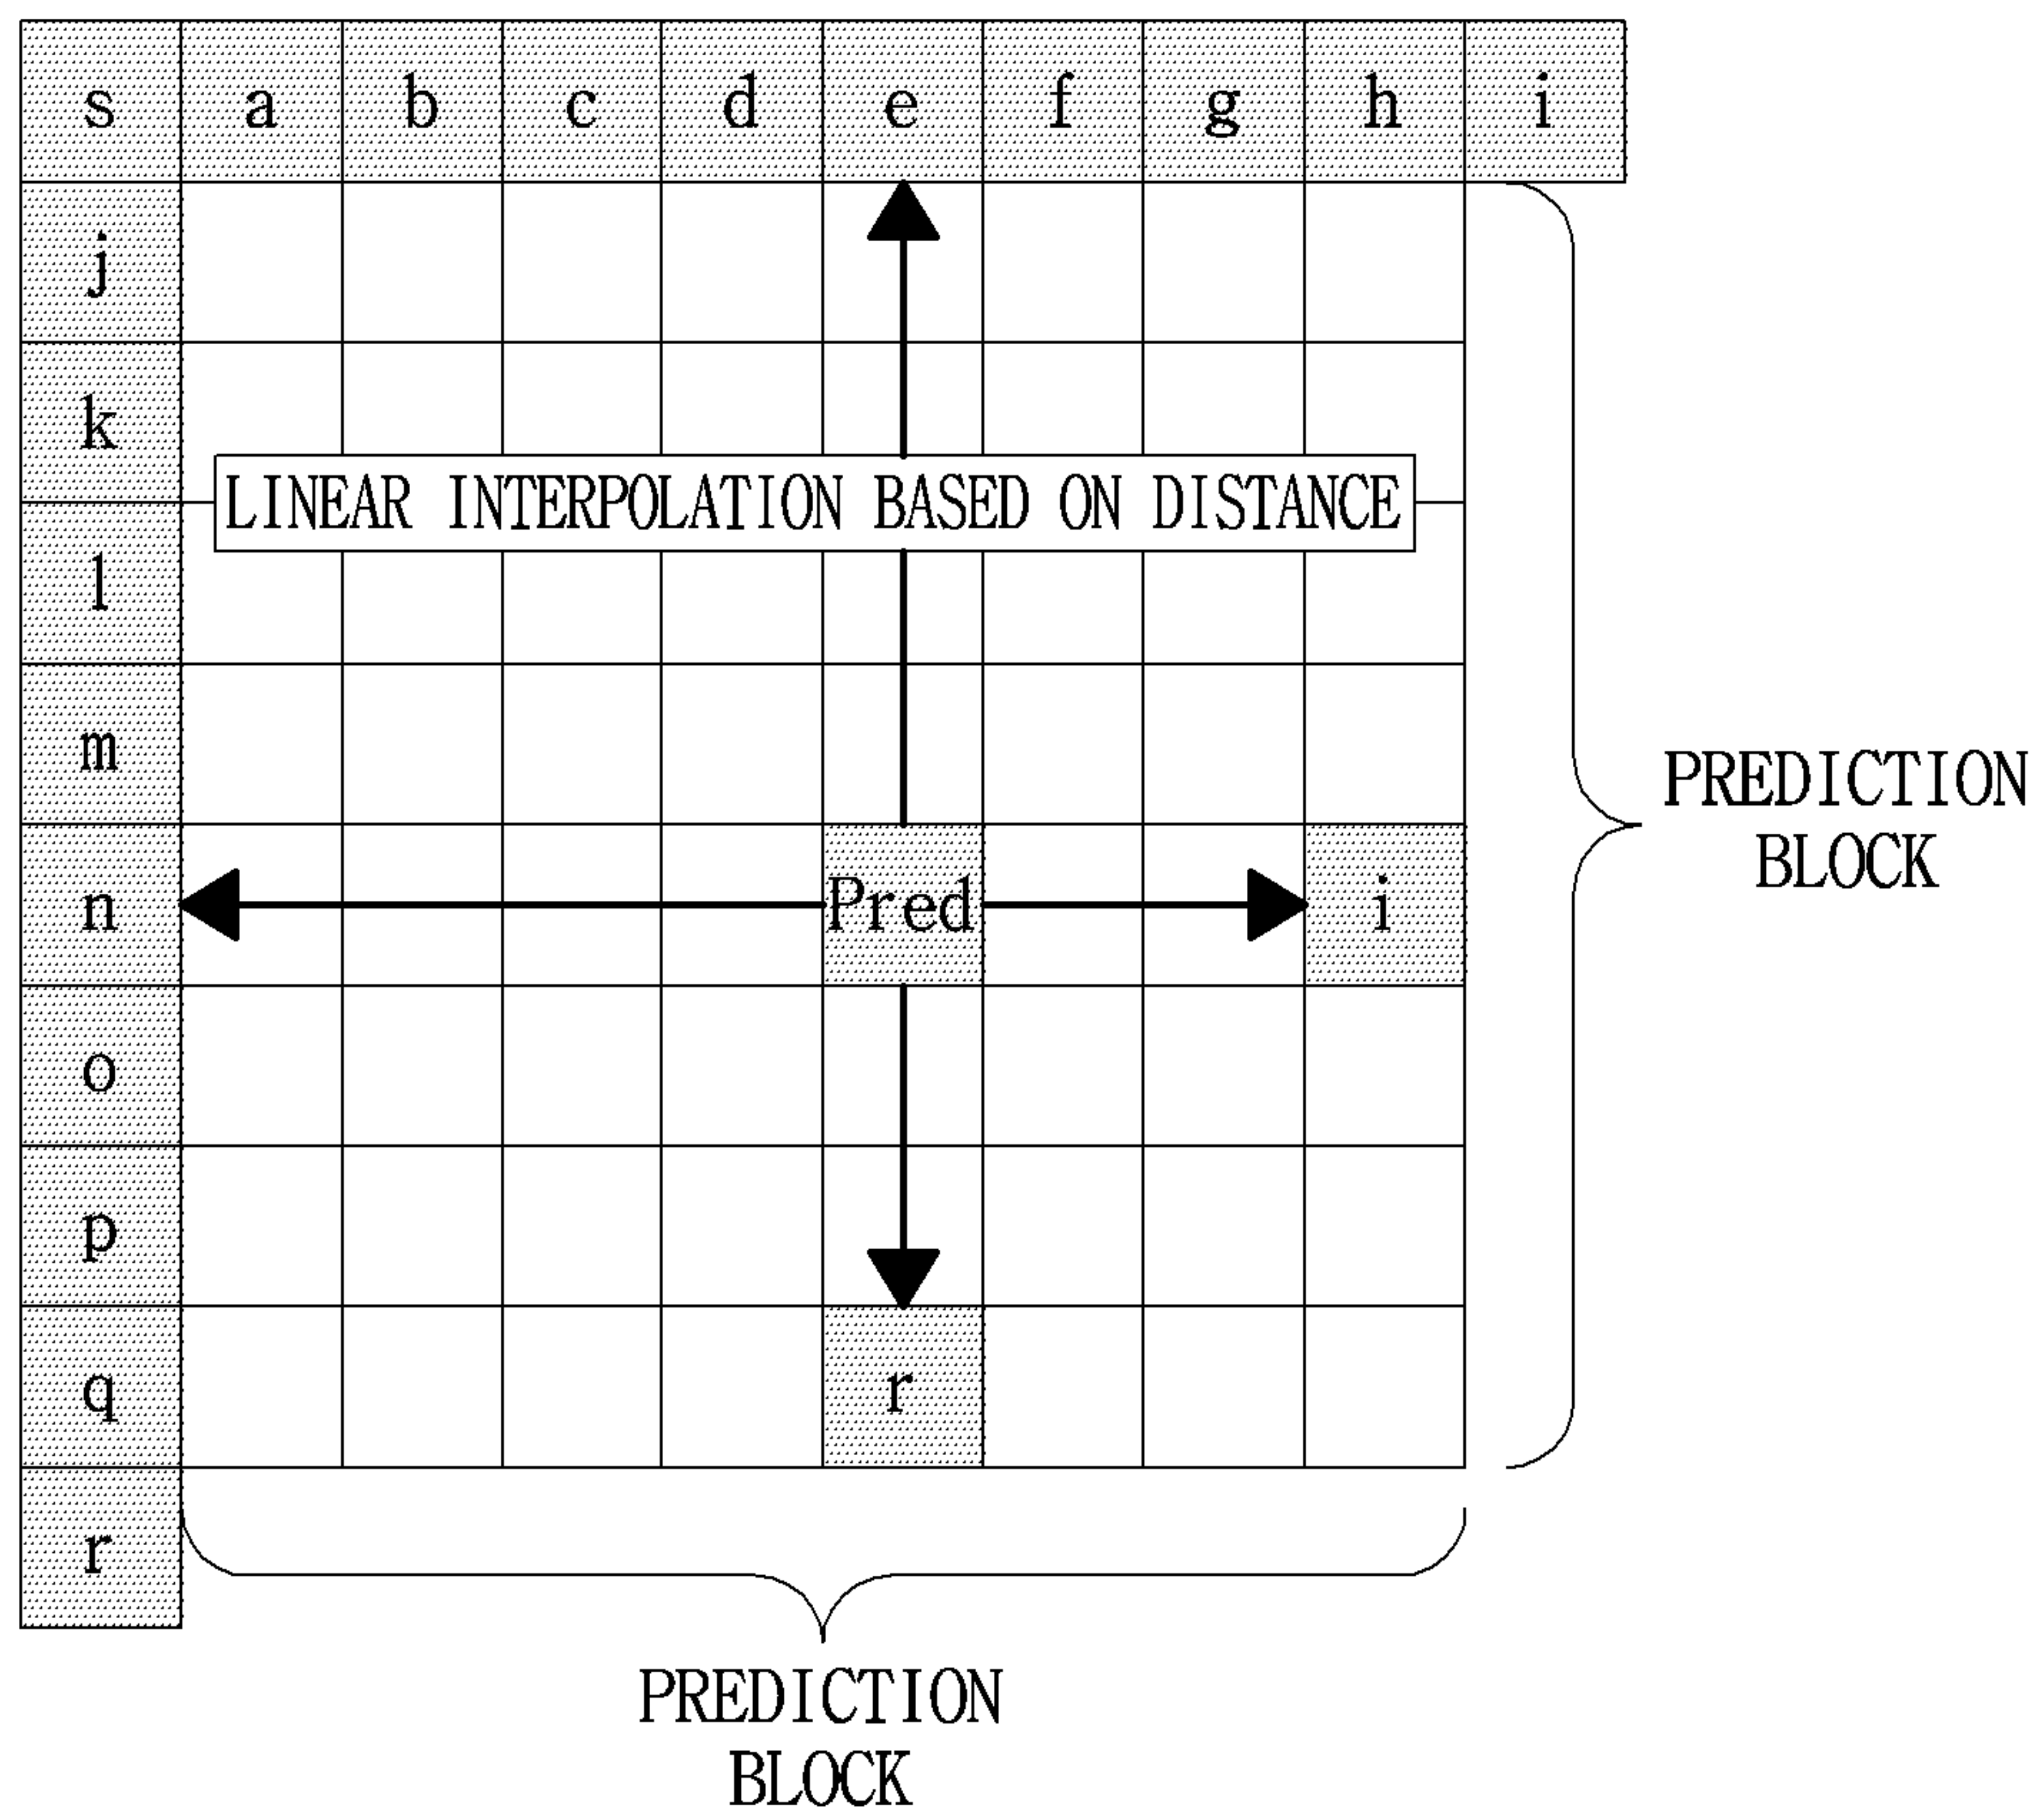 s a b c d e f g h i
j
k
LINEAR INTERPOLATION BASED ON DISTANCE
l
m
PREDICTION
BLOCK
n Pred i
o
p
q r
r
PREDICTION
BLOCK